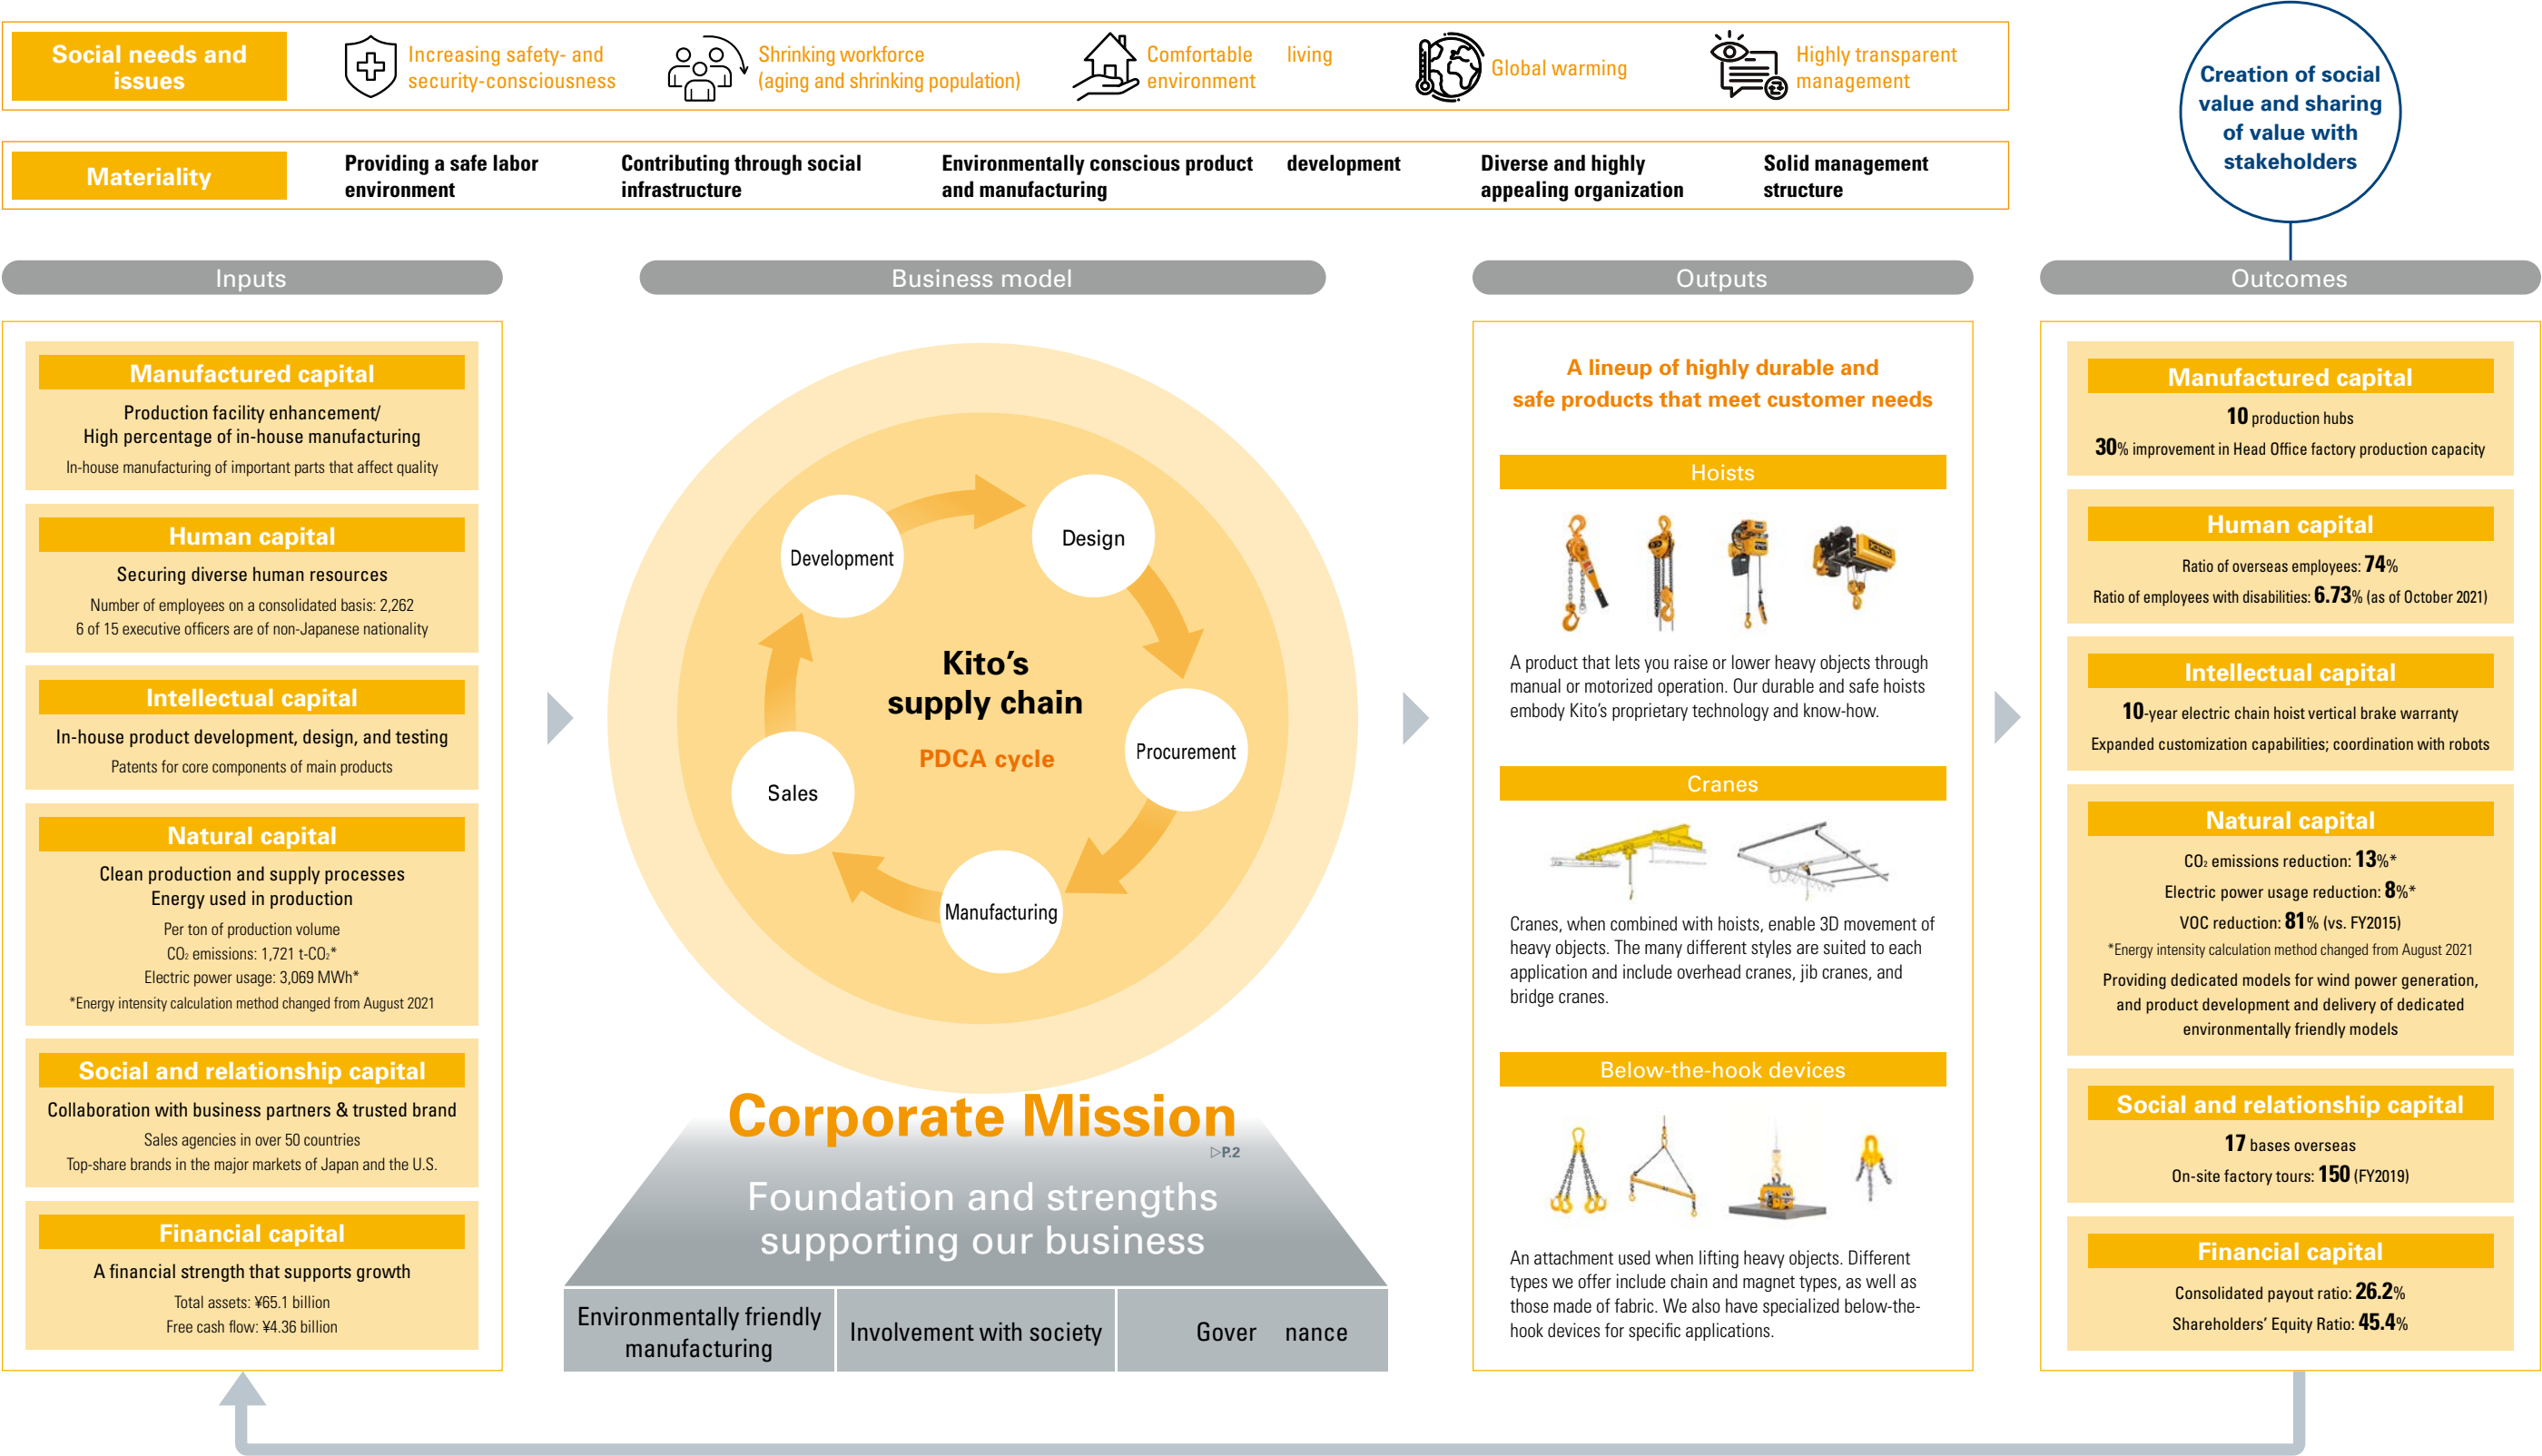 Social needs and
issues
Increasing safety- and
security-consciousness
Shrinking workforce
(aging and shrinking population)
Comfortable living
environment
Global warming
Highly transparent
management
Materiality
Providing a safe labor
environment
Contributing through social
infrastructure
Environmentally conscious product development
and manufacturing
Diverse and highly
appealing organization
Solid management
structure
Creation of social
value and sharing
of value with
stakeholders
Inputs
Manufactured capital
Production facility enhancement/
High percentage of in-house manufacturing
In-house manufacturing of important parts that affect quality
Human capital
Securing diverse human resources
Number of employees on a consolidated basis: 2,262
6 of 15 executive officers are of non-Japanese nationality
Intellectual capital
In-house product development, design, and testing
Patents for core components of main products
Natural capital
Clean production and supply processes
Energy used in production
Per ton of production volume
CO₂ emissions: 1,721 t-CO₂*
Electric power usage: 3,069 MWh*
*Energy intensity calculation method changed from August 2021
Social and relationship capital
Collaboration with business partners & trusted brand
Sales agencies in over 50 countries
Top-share brands in the major markets of Japan and the U.S.
Financial capital
A financial strength that supports growth
Total assets: ¥65.1 billion
Free cash flow: ¥4.36 billion
Business model
Development
Design
Procurement
Manufacturing
Sales
Kito’s
supply chain
PDCA cycle
Corporate Mission
▷P.2
Foundation and strengths
supporting our business
Environmentally friendly
manufacturing
Involvement with society
Gover nance
Outputs
A lineup of highly durable and
safe products that meet customer needs
Hoists
KITO
A product that lets you raise or lower heavy objects through
manual or motorized operation. Our durable and safe hoists
embody Kito’s proprietary technology and know-how.
Cranes
Cranes, when combined with hoists, enable 3D movement of
heavy objects. The many different styles are suited to each
application and include overhead cranes, jib cranes, and
bridge cranes.
Below-the-hook devices
An attachment used when lifting heavy objects. Different
types we offer include chain and magnet types, as well as
those made of fabric. We also have specialized below-the-
hook devices for specific applications.
Outcomes
Manufactured capital
10 production hubs
30% improvement in Head Office factory production capacity
Human capital
Ratio of overseas employees: 74%
Ratio of employees with disabilities: 6.73% (as of October 2021)
Intellectual capital
10-year electric chain hoist vertical brake warranty
Expanded customization capabilities; coordination with robots
Natural capital
CO₂ emissions reduction: 13%*
Electric power usage reduction: 8%*
VOC reduction: 81% (vs. FY2015)
*Energy intensity calculation method changed from August 2021
Providing dedicated models for wind power generation,
and product development and delivery of dedicated
environmentally friendly models
Social and relationship capital
17 bases overseas
On-site factory tours: 150 (FY2019)
Financial capital
Consolidated payout ratio: 26.2%
Shareholders’ Equity Ratio: 45.4%